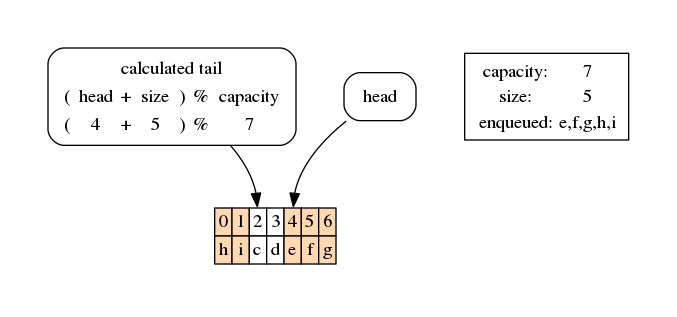 calculated tail
( head + size ) % capacity
( 4 + 5 ) % 7
head
capacity: 7
size: 5
enqueued: e,f,g,h,i
0 1 2 3 4 5 6
h i c d e f g